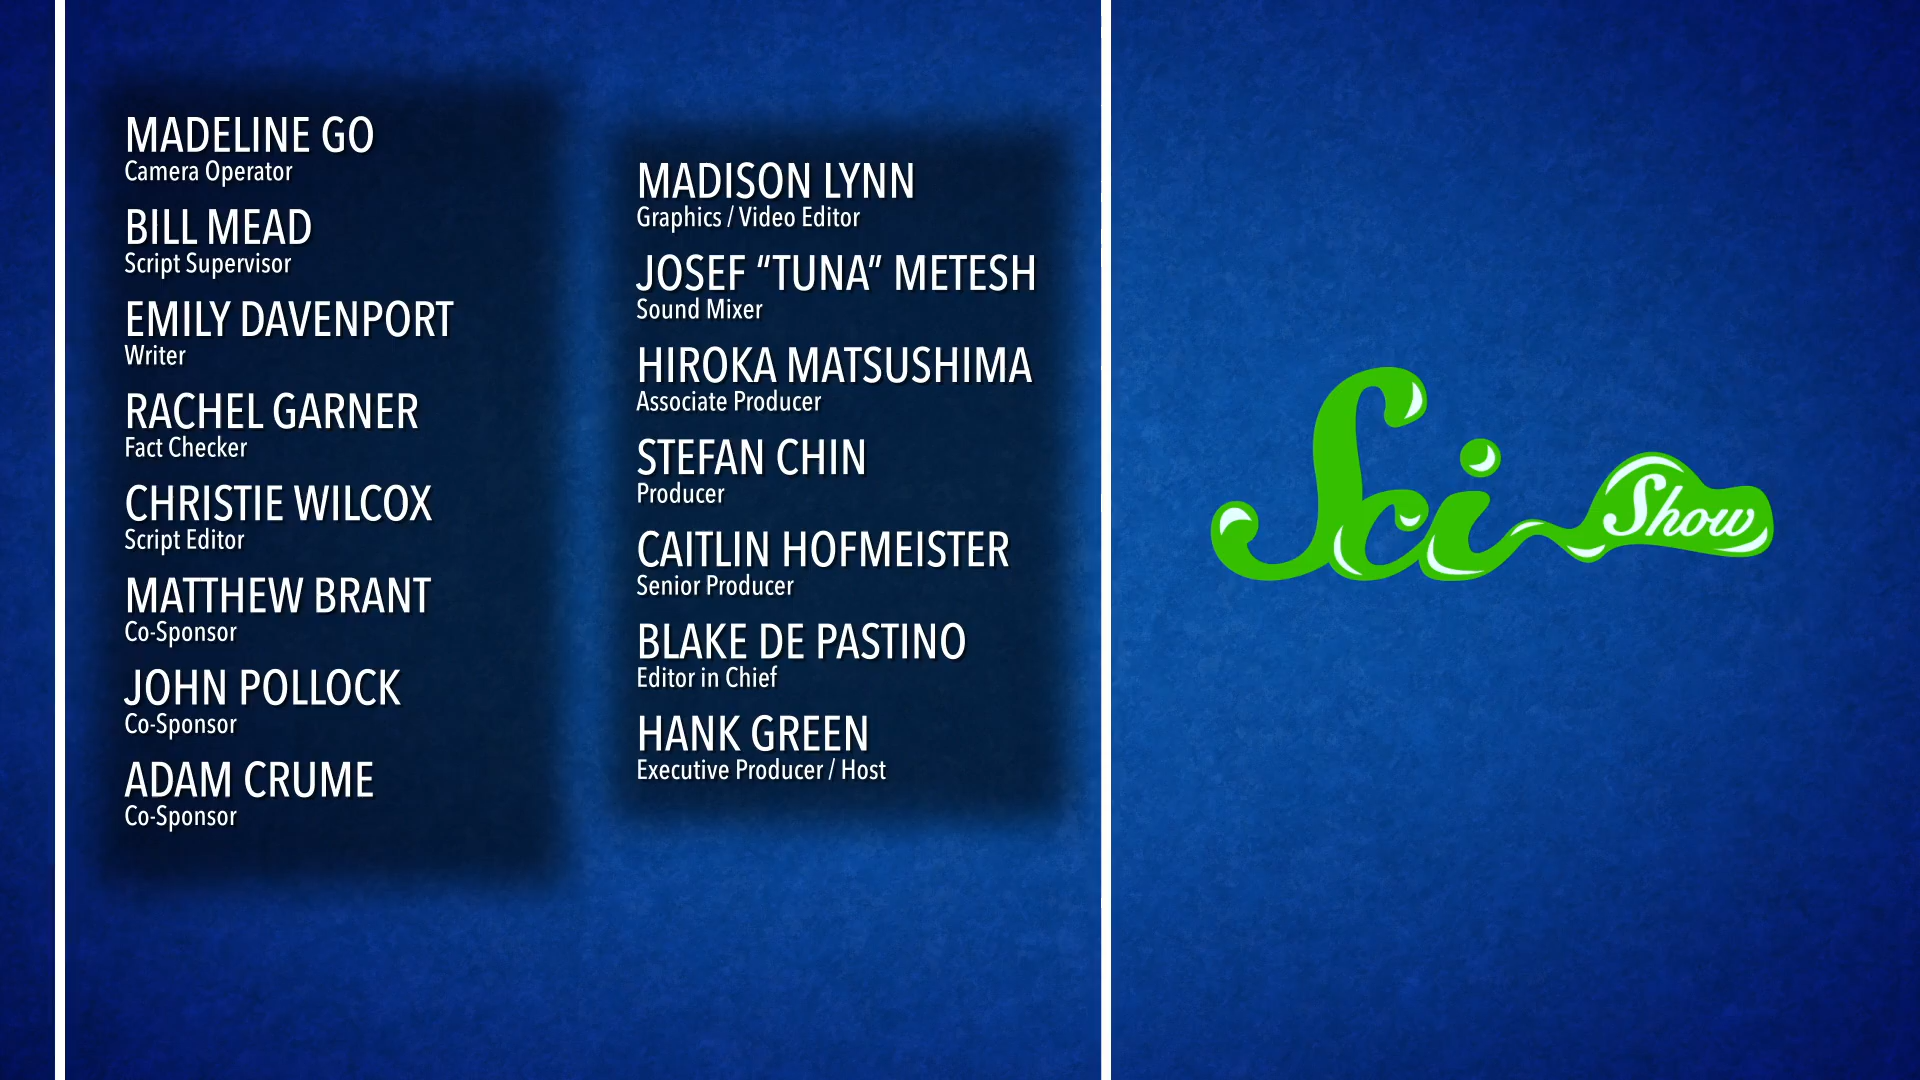 MADELINE GO
Camera Operator
BILL MEAD
Script Supervisor
EMILY DAVENPORT
Writer
RACHEL GARNER
Fact Checker
CHRISTIE WILCOX
Script Editor
MATTHEW BRANT
Co-Sponsor
JOHN POLLOCK
Co-Sponsor
ADAM CRUME
Co-Sponsor
MADISON LYNN
Graphics / Video Editor
JOSEF “TUNA” METESH
Sound Mixer
HIROKA MATSUSHIMA
Associate Producer
STEFAN CHIN
Producer
CAITLIN HOFMEISTER
Senior Producer
BLAKE DE PASTINO
Editor in Chief
HANK GREEN
Executive Producer / Host
Sci Show